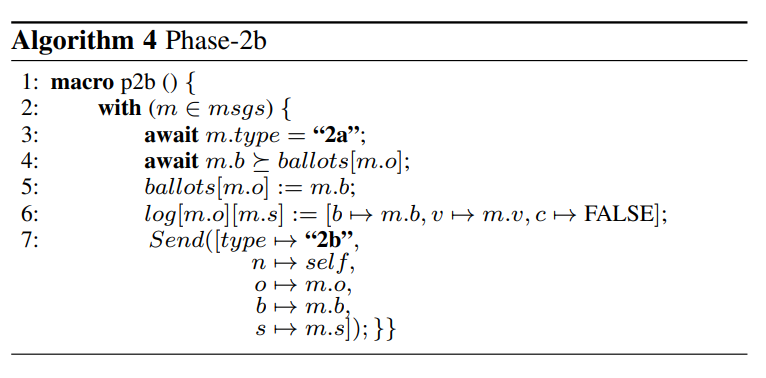 Algorithm 4 Phase-2b
1: macro p2b () {
2: with (m ∈ msgs) {
3: await m.type = “2a”;
4: await m.b ⪰ ballots[m.o];
5: ballots[m.o] := m.b;
6: log[m.o][m.s] := [b ↦ m.b, v ↦ m.v, c ↦ FALSE];
7: Send([type ↦ “2b”,
n ↦ self,
o ↦ m.o,
b ↦ m.b,
s ↦ m.s]); }}